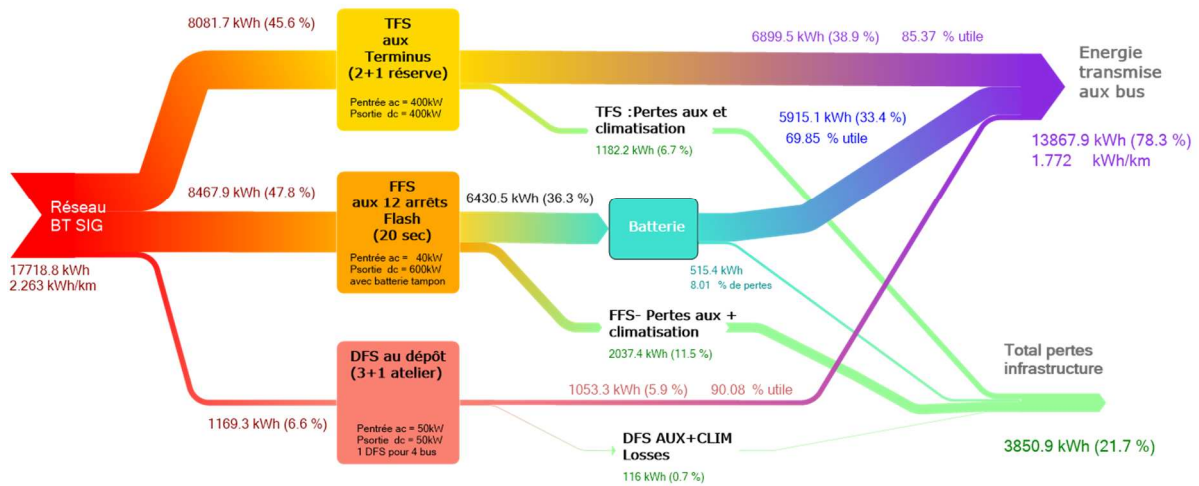 8081.7 kWh (45.6 %)
TFS
aux
Terminus
(2+1 réserve)
Pentrée ac = 400kW
Psortie dc = 400kW
6899.5 kWh (38.9 %) 85.37 % utile
Energie
transmise
aux bus
13867.9 kWh (78.3 %)
1.772 kWh/km
TFS :Pertes aux et
climatisation
1182.2 kWh (6.7 %)
5915.1 kWh (33.4 %)
69.85 % utile
Réseau
BT SIG
17718.8 kWh
2.263 kWh/km
8467.9 kWh (47.8 %)
FFS
aux 12 arrêts
Flash
(20 sec)
Pentrée ac = 40kW
Psortie dc = 600kW
avec batterie tampon
6430.5 kWh (36.3 %)
Batterie
515.4 kWh
8.01 % de pertes
FFS- Pertes aux +
climatisation
2037.4 kWh (11.5 %)
1169.3 kWh (6.6 %)
DFS au dépôt
(3+1 atelier)
Pentrée ac = 50kW
Psortie dc = 50kW
1 DFS pour 4 bus
1053.3 kWh (5.9 %) 90.08 % utile
DFS AUX+CLIM
Losses
116 kWh (0.7 %)
Total pertes
infrastructure
3850.9 kWh (21.7 %)